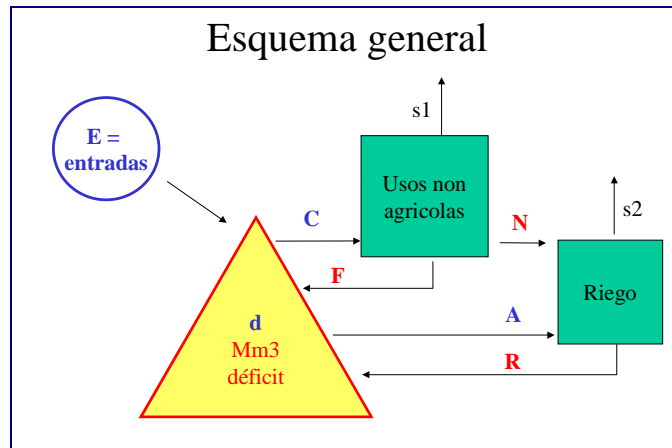 Esquema general
s1
E =
entradas
Usos non
agricolas
s2
C
N
F
Riego
d
Mm3
déficit
A
R